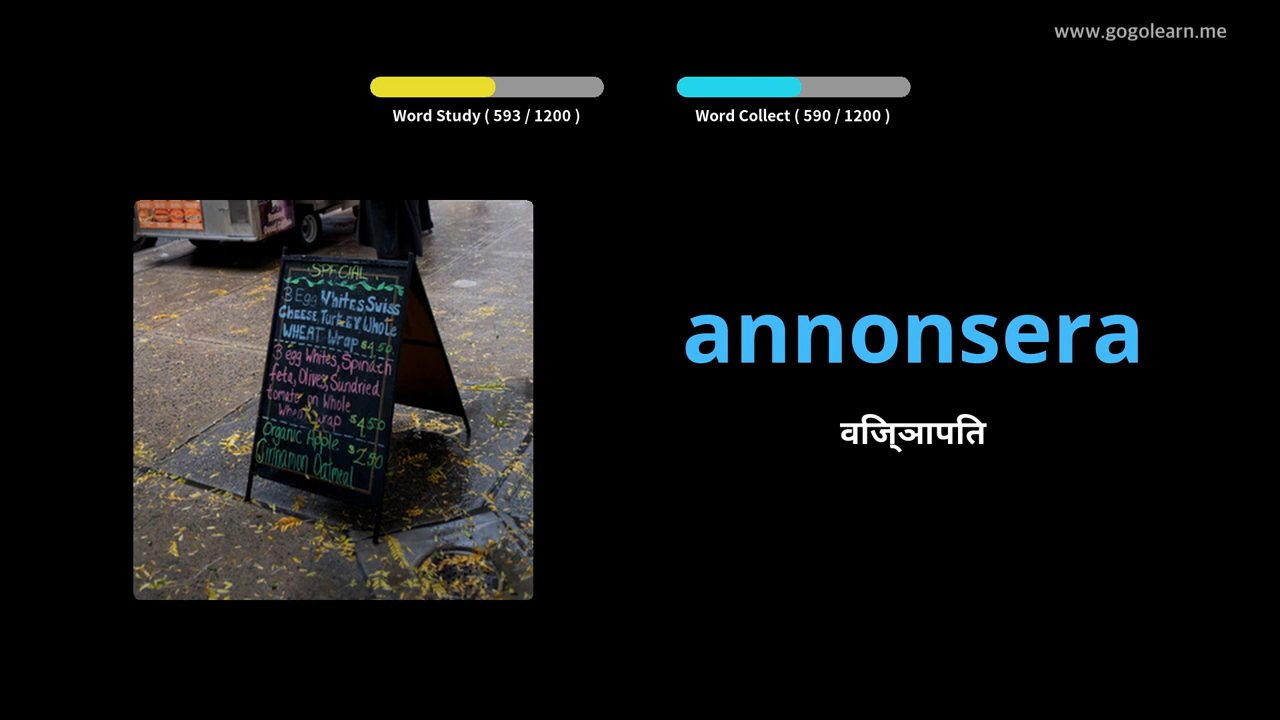 www.gogolearn.me
Word Study ( 593 / 1200 )
Word Collect ( 590 / 1200 )
SPECIAL
3 Egg Whites Swiss
Cheese, Turkey Whole
WHEAT Wrap $4.50
3 egg Whites, Spinach
feta, Olives, Sundried
tomato on Whole
Wheat Wrap $4.50
Organic Apple $2.50
Cinnamon Oatmeal
annonsera
वजि्ञापति